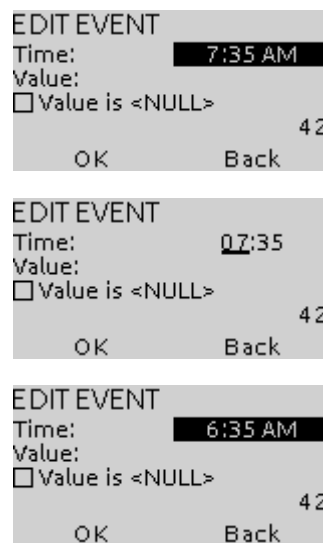 EDIT EVENT
Time: 7:35 AM
Value:
Value is <NULL>
42
OK Back
EDIT EVENT
Time: 07:35
Value:
Value is <NULL>
42
OK Back
EDIT EVENT
Time: 6:35 AM
Value:
Value is <NULL>
42
OK Back